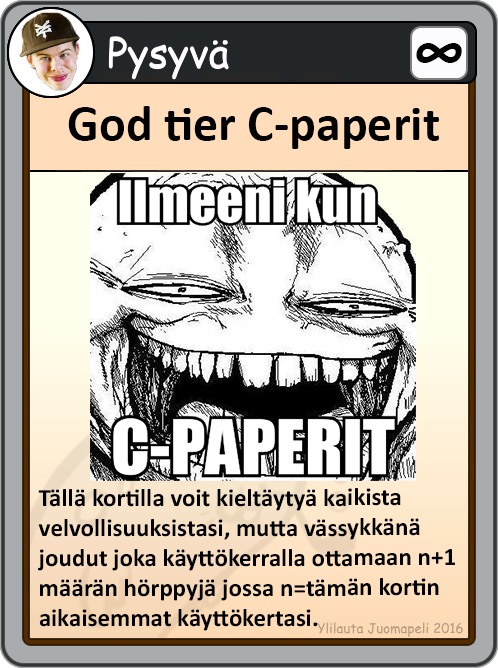 Pysyvä
∞
God tier C-paperit
Ilmeeni kun
C-PAPERIT
Tällä kortilla voit kieltäytyä kaikista
velvollisuuksistasi, mutta vässykkänä
joudut joka käyttökerralla ottamaan n+1
määrän hörppyjä jossa n=tämän kortin
aikaisemmat käyttökertasi.
Ylilauta Juomapeli 2016